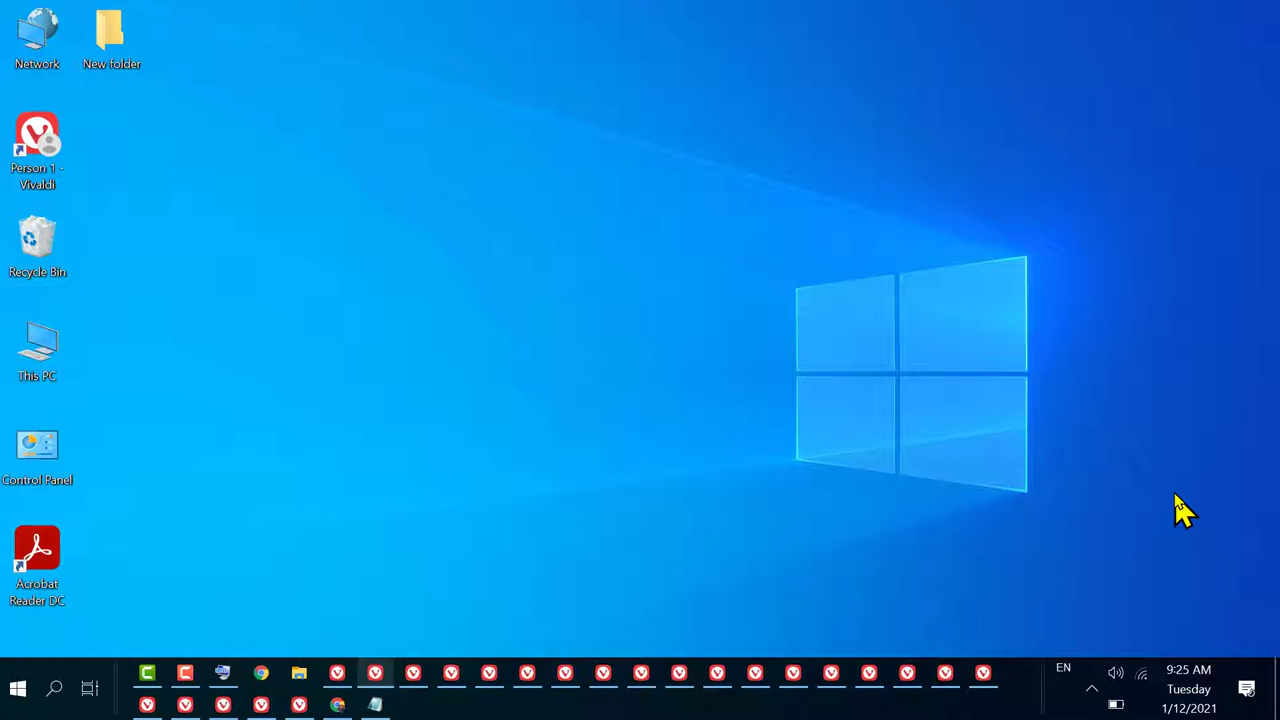 Network
New folder
Person 1 -
Vivaldi
Recycle Bin
This PC
Control Panel
Acrobat
Reader DC
EN
9:25 AM
Tuesday
1/12/2021